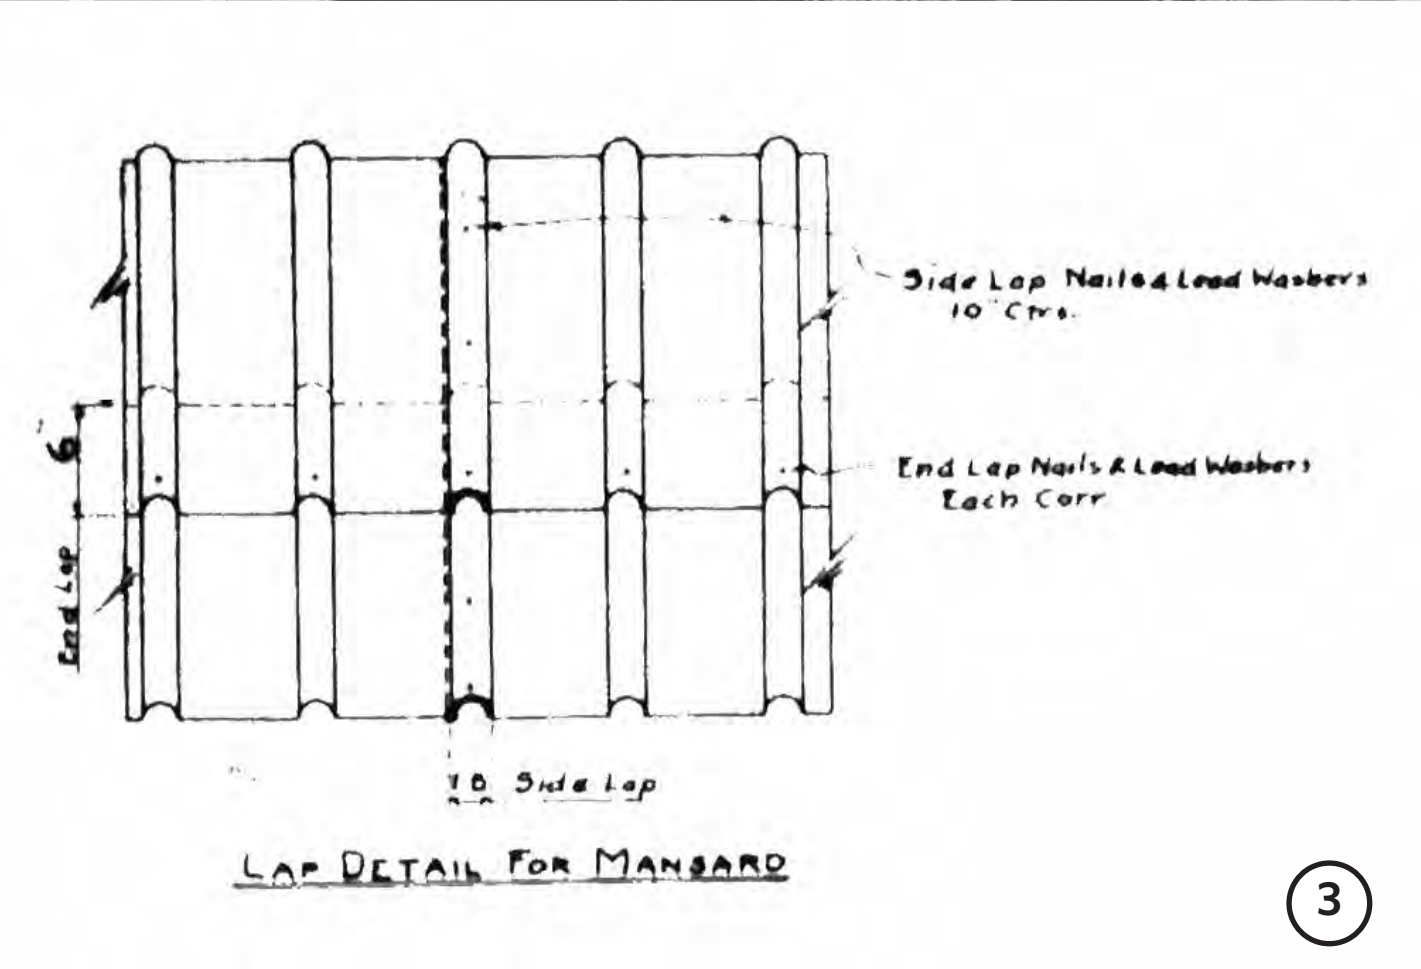 Side Lap Nails & Lead Washers
10" Ctrs.
6
End Lap
End Lap Nails & Lead Washers
Each Corr
Side Lap
LAP DETAIL FOR MANSARD
3